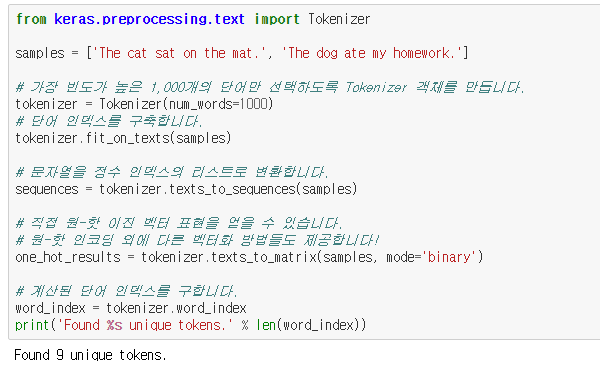 from keras.preprocessing.text import Tokenizer
samples = ['The cat sat on the mat.', 'The dog ate my homework.']
# 가장 빈도가 높은 1,000개의 단어만 선택하도록 Tokenizer 객체를 만듭니다.
tokenizer = Tokenizer(num_words=1000)
# 단어 인덱스를 구축합니다.
tokenizer.fit_on_texts(samples)
# 문자열을 정수 인덱스의 리스트로 변환합니다.
sequences = tokenizer.texts_to_sequences(samples)
# 직접 원-핫 이진 벡터 표현을 얻을 수 있습니다.
# 원-핫 인코딩 외에 다른 벡터화 방법들도 제공합니다!
one_hot_results = tokenizer.texts_to_matrix(samples, mode='binary')
# 계산된 단어 인덱스를 구합니다.
word_index = tokenizer.word_index
print('Found %s unique tokens.' % len(word_index))
Found 9 unique tokens.